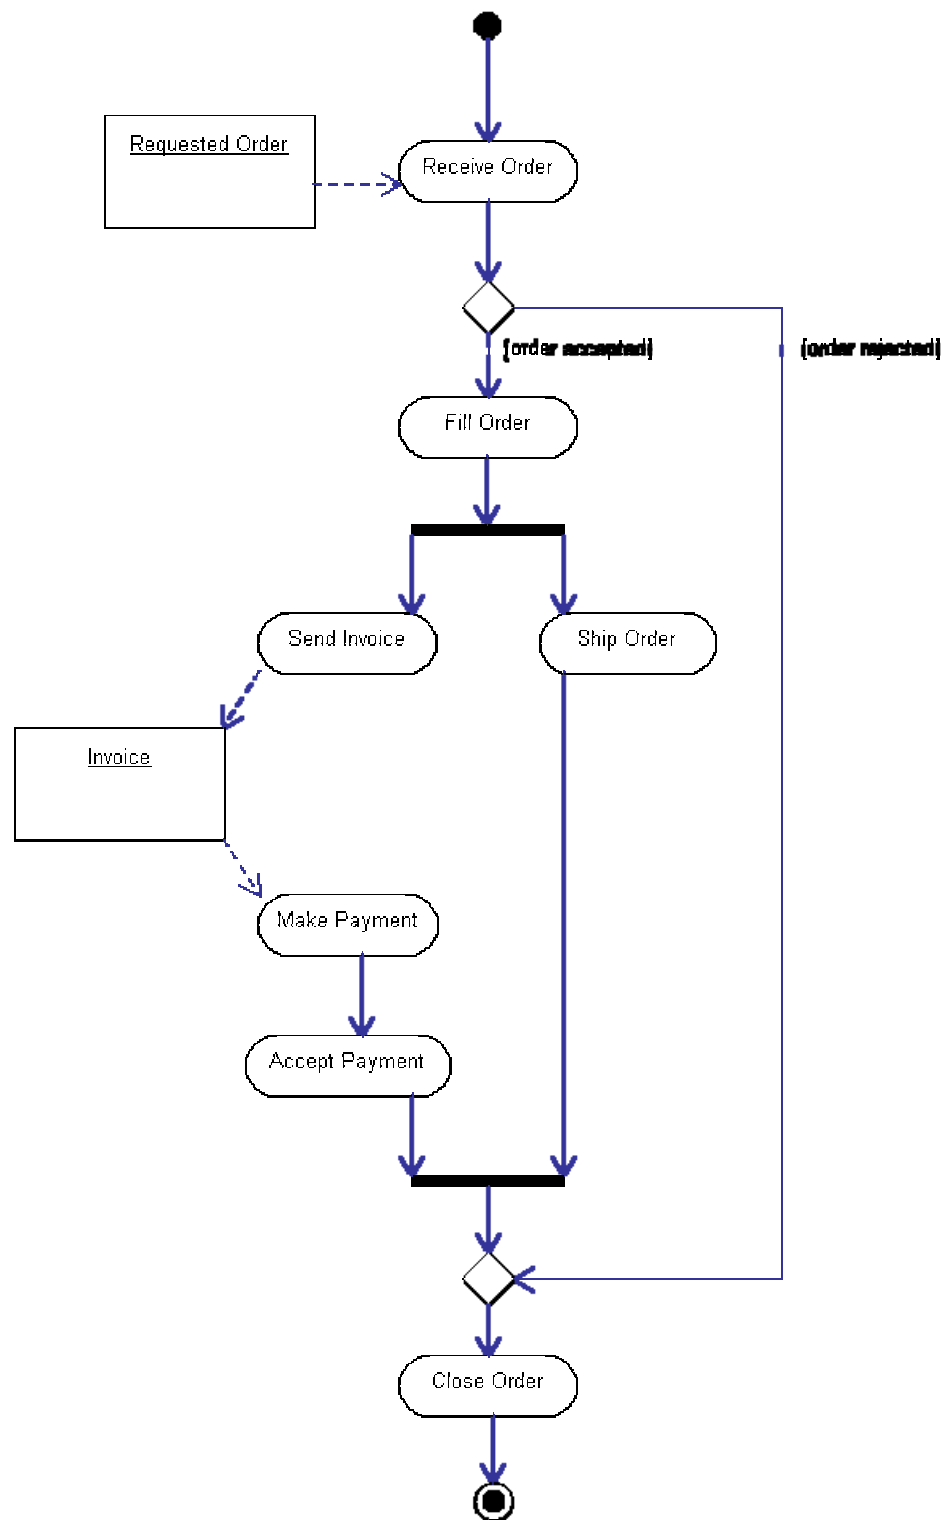 Requested Order
Receive Order
[order accepted]
[order rejected]
Fill Order
Send Invoice
Ship Order
Invoice
Make Payment
Accept Payment
Close Order